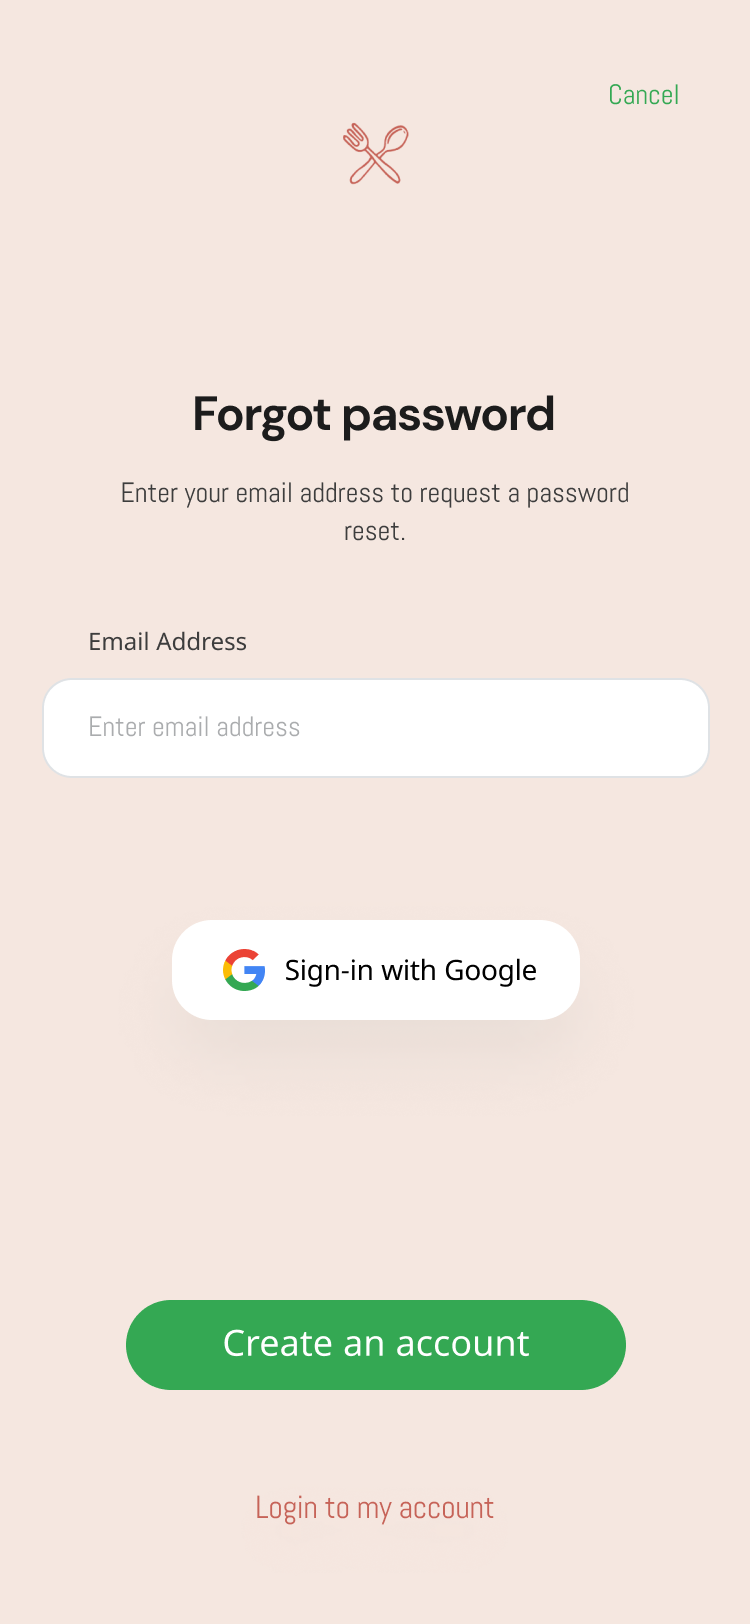 Cancel
Forgot password
Enter your email address to request a password
reset.
Email Address
Enter email address
Sign-in with Google
Create an account
Login to my account